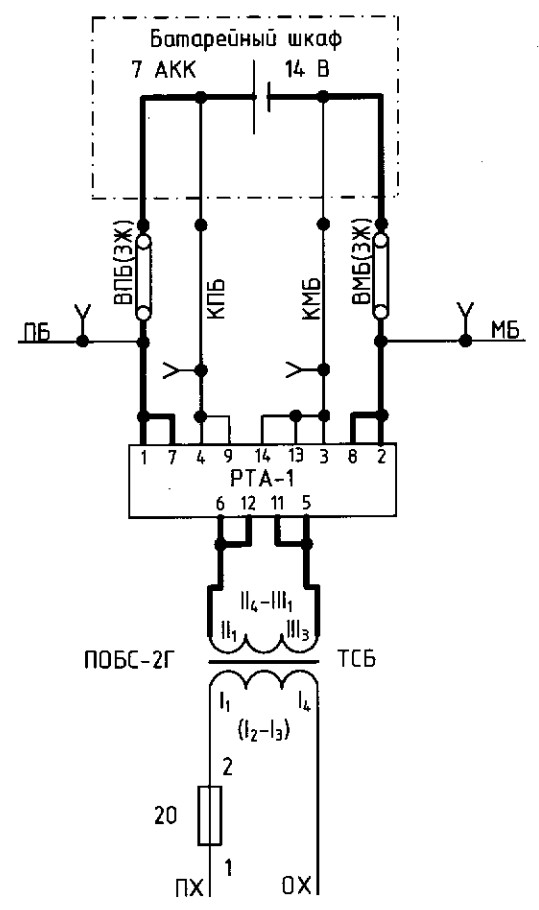 Батарейный шкаф
7 АКК 14 В
ВПБ(3Ж)
КПБ
КМБ
ВМБ(3Ж)
ПБ
МБ
1 7 4 9 14 13 3 8 2
РТА-1
6 12 11 5
II₄-III₁
II₁ III₃
ПОБС-2Г ТСБ
I₁ I₄
(I₂-I₃)
2
20
1
ПХ ОХ